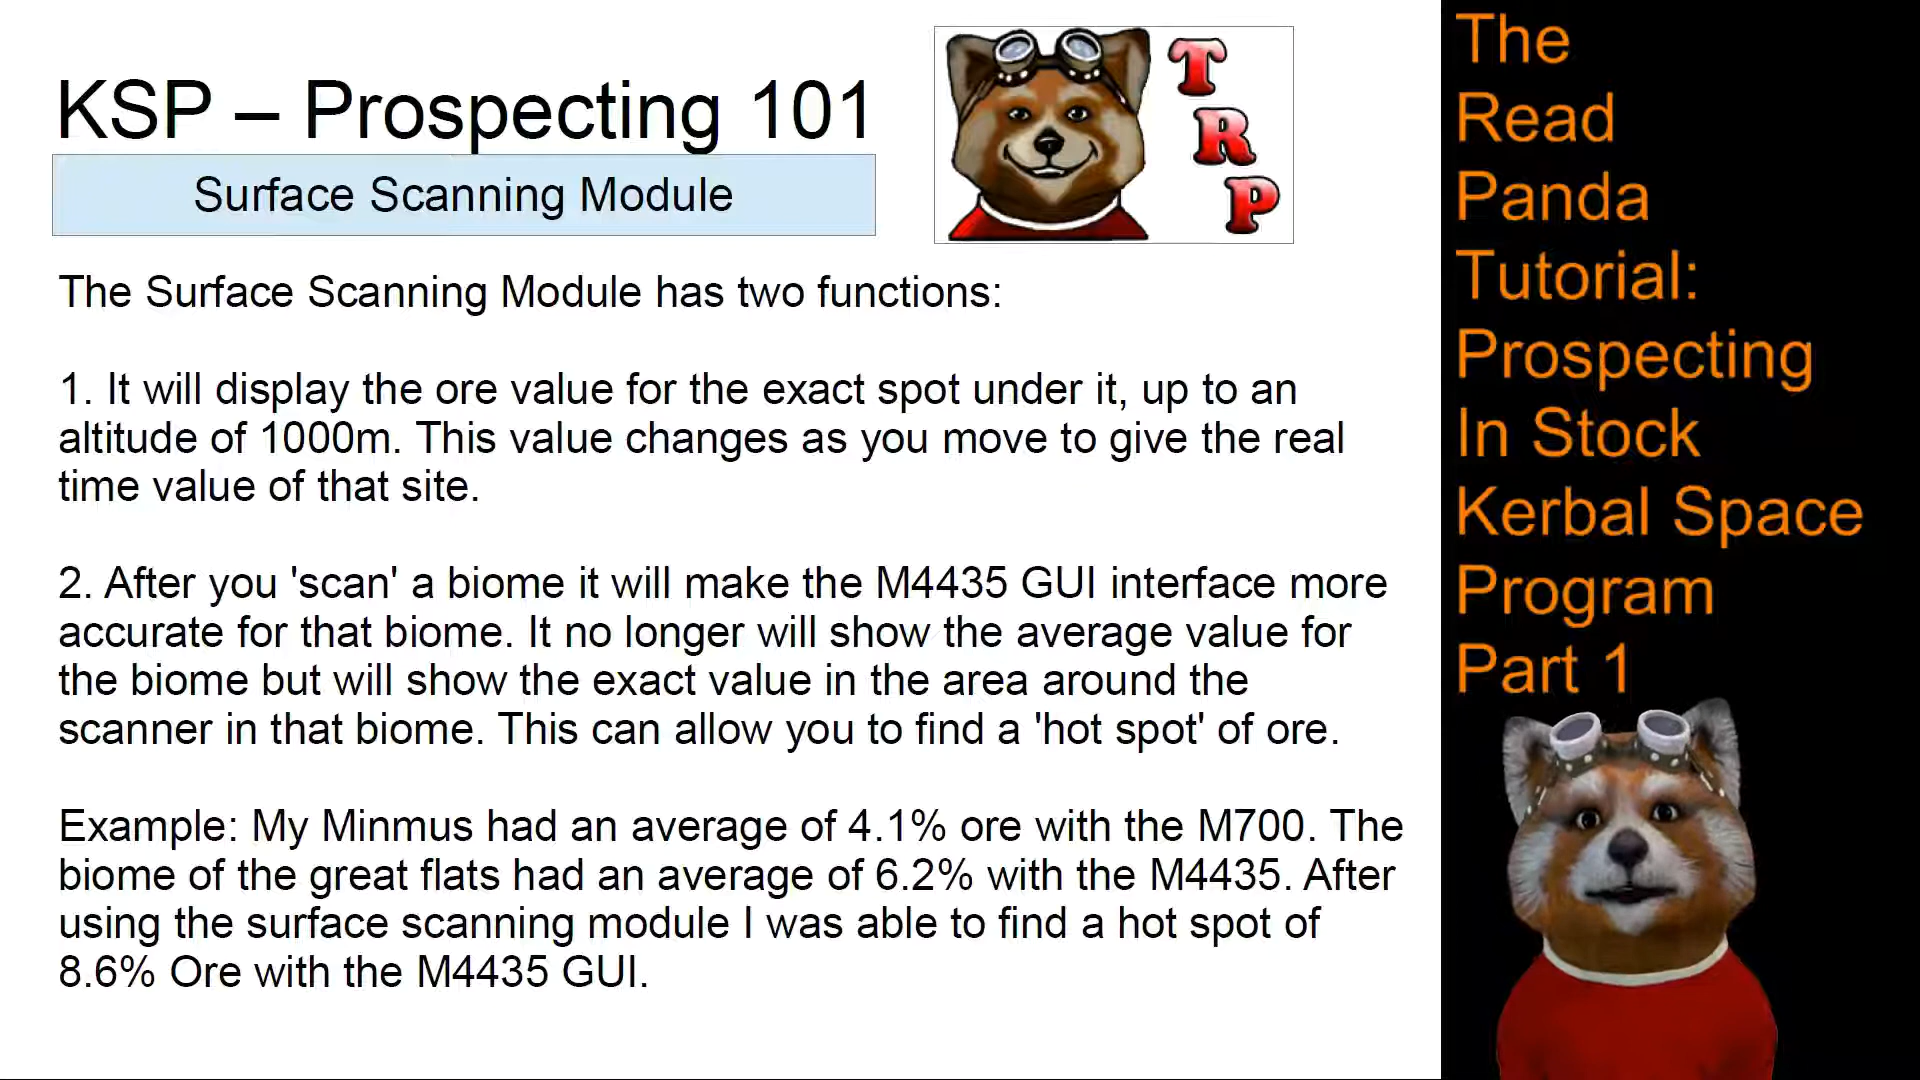 KSP – Prospecting 101
Surface Scanning Module
T
R
P
The Surface Scanning Module has two functions:
1. It will display the ore value for the exact spot under it, up to an
altitude of 1000m. This value changes as you move to give the real
time value of that site.
2. After you 'scan' a biome it will make the M4435 GUI interface more
accurate for that biome. It no longer will show the average value for
the biome but will show the exact value in the area around the
scanner in that biome. This can allow you to find a 'hot spot' of ore.
Example: My Minmus had an average of 4.1% ore with the M700. The
biome of the great flats had an average of 6.2% with the M4435. After
using the surface scanning module I was able to find a hot spot of
8.6% Ore with the M4435 GUI.
The
Read
Panda
Tutorial:
Prospecting
In Stock
Kerbal Space
Program
Part 1